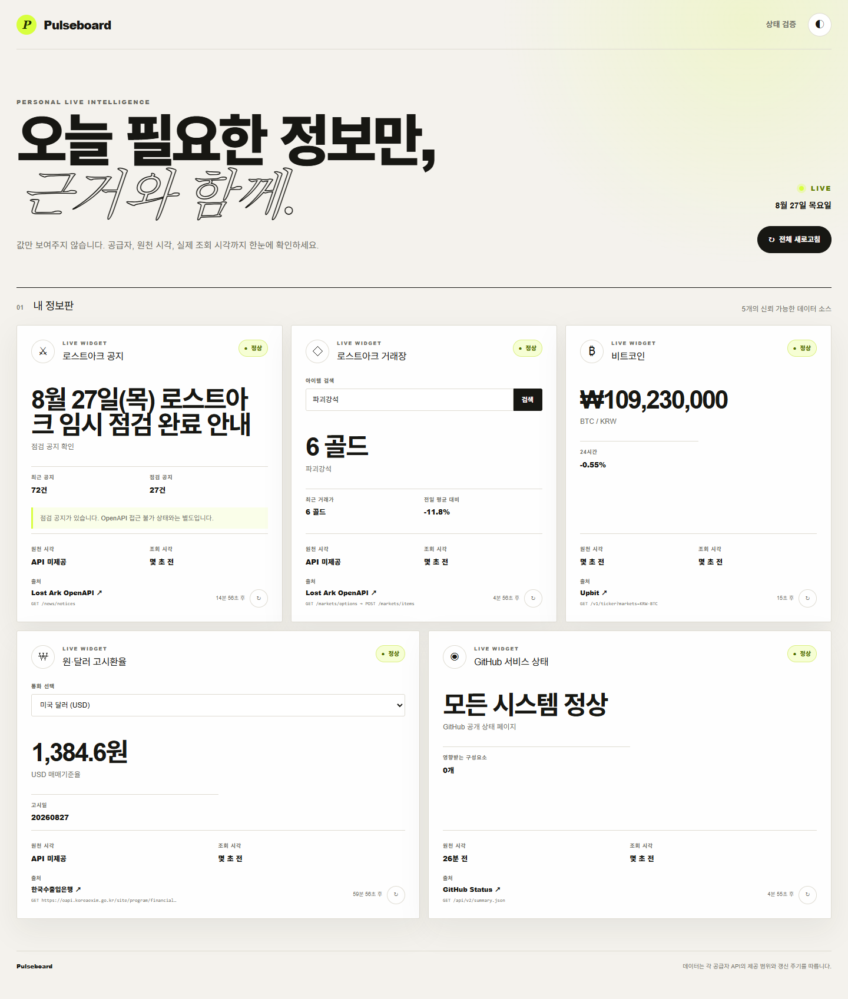 P Pulseboard
상태 검증
PERSONAL LIVE INTELLIGENCE
오늘 필요한 정보만,
근거와 함께.
값만 보여주지 않습니다. 공급자, 원천 시각, 실제 조회 시각까지 한눈에 확인하세요.
LIVE
8월 27일 목요일
↻ 전체 새로고침
01 내 정보판
5개의 신뢰 가능한 데이터 소스
LIVE WIDGET
로스트아크 공지
정상
8월 27일(목) 로스트아
크 임시 점검 완료 안내
점검 공지 확인
최근 공지 점검 공지
72건 27건
점검 공지가 있습니다. OpenAPI 접근 불가 상태와는 별도입니다.
원천 시각 조회 시각
API 미제공 몇 초 전
출처
Lost Ark OpenAPI ↗
GET /news/notices
14분 56초 후 ↻
LIVE WIDGET
로스트아크 거래장
정상
아이템 검색
파괴강석 검색
6 골드
파괴강석
최근 거래가 전일 평균 대비
6 골드 -11.8%
원천 시각 조회 시각
API 미제공 몇 초 전
출처
Lost Ark OpenAPI ↗
GET /markets/options → POST /markets/items
4분 56초 후 ↻
₿
LIVE WIDGET
비트코인
정상
₩109,230,000
BTC / KRW
24시간
-0.55%
원천 시각 조회 시각
몇 초 전 몇 초 전
출처
Upbit ↗
GET /v1/ticker?markets=KRW-BTC
15초 후 ↻
₩
LIVE WIDGET
원·달러 고시환율
정상
통화 선택
미국 달러 (USD)
1,384.6원
USD 매매기준율
고시일
20260827
원천 시각 조회 시각
API 미제공 몇 초 전
출처
한국수출입은행 ↗
GET https://oapi.koreaexim.go.kr/site/program/financial…
59분 56초 후 ↻
LIVE WIDGET
GitHub 서비스 상태
정상
모든 시스템 정상
GitHub 공개 상태 페이지
영향받는 구성요소
0개
원천 시각 조회 시각
26분 전 몇 초 전
출처
GitHub Status ↗
GET /api/v2/summary.json
4분 55초 후 ↻
Pulseboard
데이터는 각 공급자 API의 제공 범위와 갱신 주기를 따릅니다.